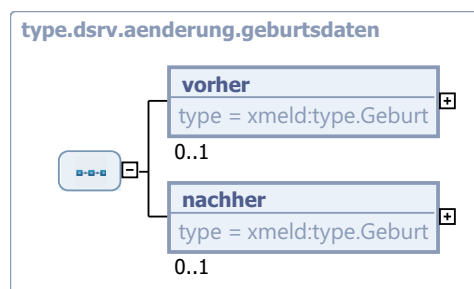 type.dsrv.aenderung.geburtsdaten
vorher
type = xmeld:type.Geburt
0..1
nachher
type = xmeld:type.Geburt
0..1